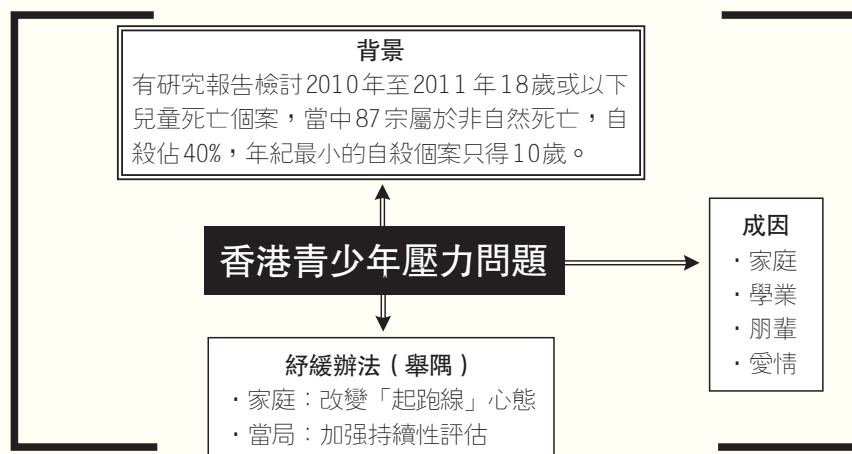 背景
有研究報告檢討2010年至2011年18歲或以下
兒童死亡個案，當中87宗屬於非自然死亡，自
殺佔40%，年紀最小的自殺個案只得10歲。
香港青少年壓力問題
成因
·家庭
·學業
·朋輩
·愛情
紓緩辦法（舉隅）
·家庭：改變「起跑線」心態
·當局：加強持續性評估